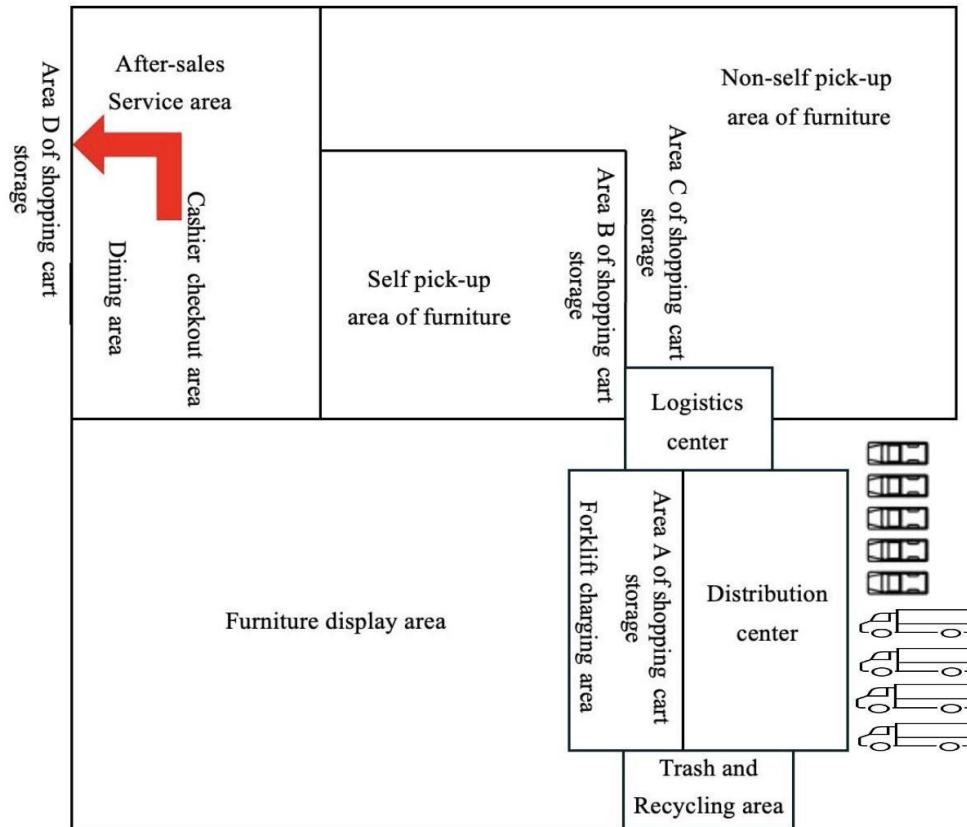 After-sales
Service area
Non-self pick-up
area of furniture
Area D of shopping cart
storage
Cashier checkout area
Dining area
Area B of shopping cart
storage
Area C of shopping cart
storage
Self pick-up
area of furniture
Logistics
center
Furniture display area
Area A of shopping cart
storage
Forklift charging area
Distribution
center
Trash and
Recycling area